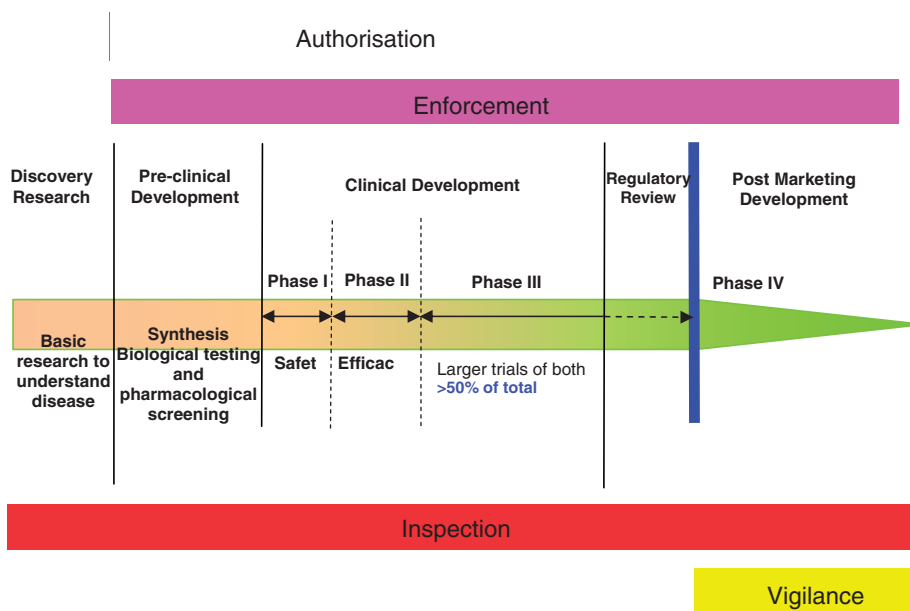 Authorisation
Enforcement
Discovery
Research
Pre-clinical
Development
Clinical Development
Regulatory
Review
Post Marketing
Development
Phase I
Phase II
Phase III
Phase IV
Basic
research to
understand
disease
Synthesis
Biological testing
and
pharmacological
screening
Safet
Efficac
Larger trials of both
>50% of total
Inspection
Vigilance